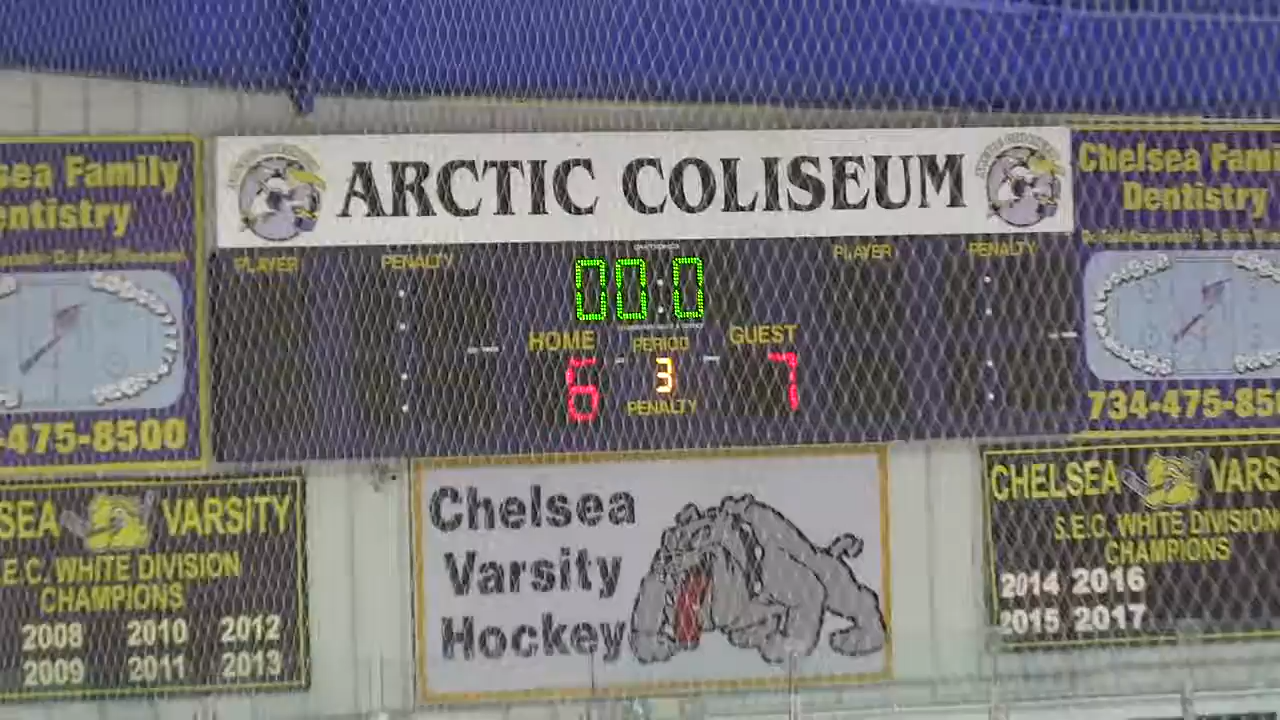 ARCTIC COLISEUM
sea Family
entistry
-475-8500
PLAYER PENALTY
00:0
PLAYER PENALTY
HOME PERIOD GUEST
6 3 7
PENALTY
Chelsea Fami
Dentistry
734-475-85
SEA VARSITY
E.C. WHITE DIVISION
CHAMPIONS
2008 2010 2012
2009 2011 2013
Chelsea
Varsity
Hockey
CHELSEA VARS
S.E.C. WHITE DIVISION
CHAMPIONS
2014 2016
2015 2017